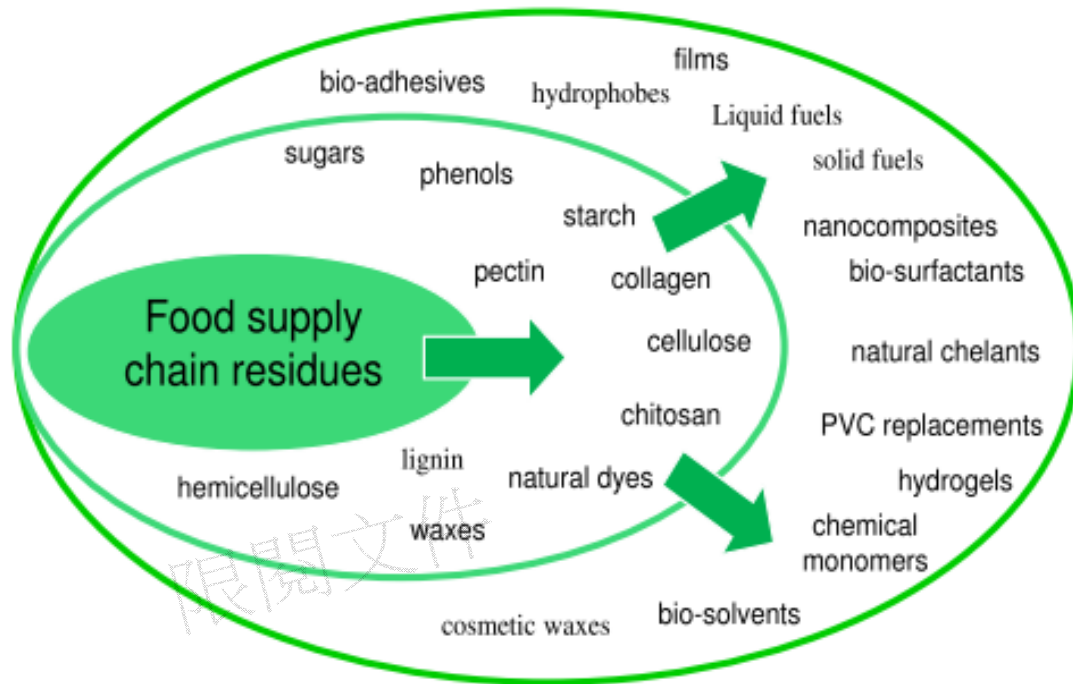 films
bio-adhesives
hydrophobes
Liquid fuels
sugars
phenols
solid fuels
starch
nanocomposites
pectin
collagen
bio-surfactants
Food supply
chain residues
cellulose
natural chelants
chitosan
PVC replacements
lignin
hemicellulose
natural dyes
hydrogels
waxes
chemical
monomers
限閱文件
cosmetic waxes
bio-solvents